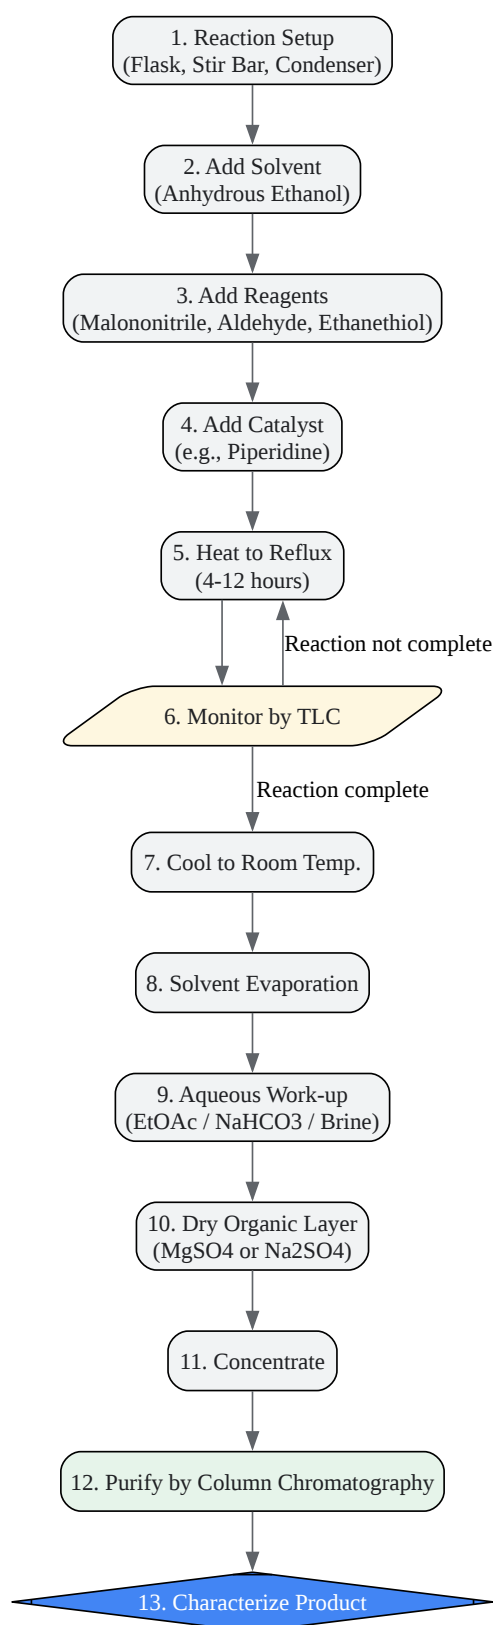 1. Reaction Setup
(Flask, Stir Bar, Condenser)
2. Add Solvent
(Anhydrous Ethanol)
3. Add Reagents
(Malononitrile, Aldehyde, Ethanethiol)
4. Add Catalyst
(e.g., Piperidine)
5. Heat to Reflux
(4-12 hours)
Reaction not complete
6. Monitor by TLC
Reaction complete
7. Cool to Room Temp.
8. Solvent Evaporation
9. Aqueous Work-up
(EtOAc / NaHCO3 / Brine)
10. Dry Organic Layer
(MgSO4 or Na2SO4)
11. Concentrate
12. Purify by Column Chromatography
13. Characterize Product